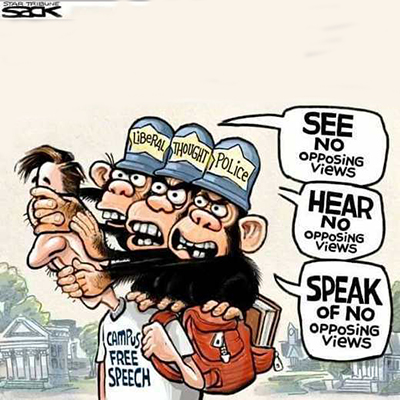 STAR TRIBUNE
SACK
LIBERAL THOUGHT POLICE
SEE
NO
OPPOSING
VIEWS
HEAR
NO
OPPOSING
VIEWS
SPEAK
OF NO
OPPOSING
VIEWS
CAMPUS
FREE
SPEECH